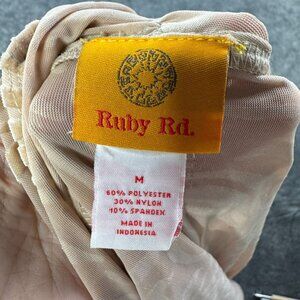 Ruby Rd.
M
60% POLYESTER
30% NYLON
10% SPANDEX
MADE IN
INDONESIA